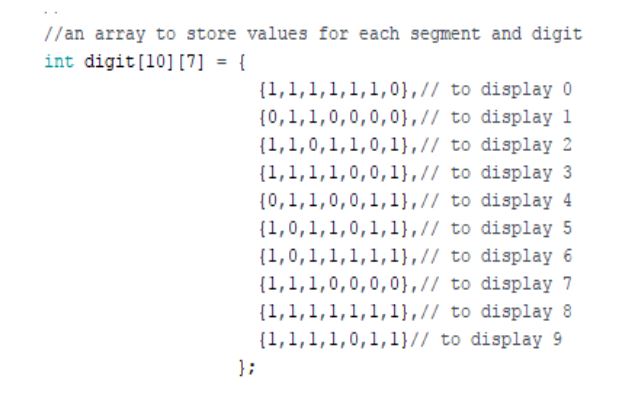 //an array to store values for each segment and digit
int digit[10][7] = {
{1,1,1,1,1,1,0},// to display 0
{0,1,1,0,0,0,0},// to display 1
{1,1,0,1,1,0,1},// to display 2
{1,1,1,1,0,0,1},// to display 3
{0,1,1,0,0,1,1},// to display 4
{1,0,1,1,0,1,1},// to display 5
{1,0,1,1,1,1,1},// to display 6
{1,1,1,0,0,0,0},// to display 7
{1,1,1,1,1,1,1},// to display 8
{1,1,1,1,0,1,1}// to display 9
};